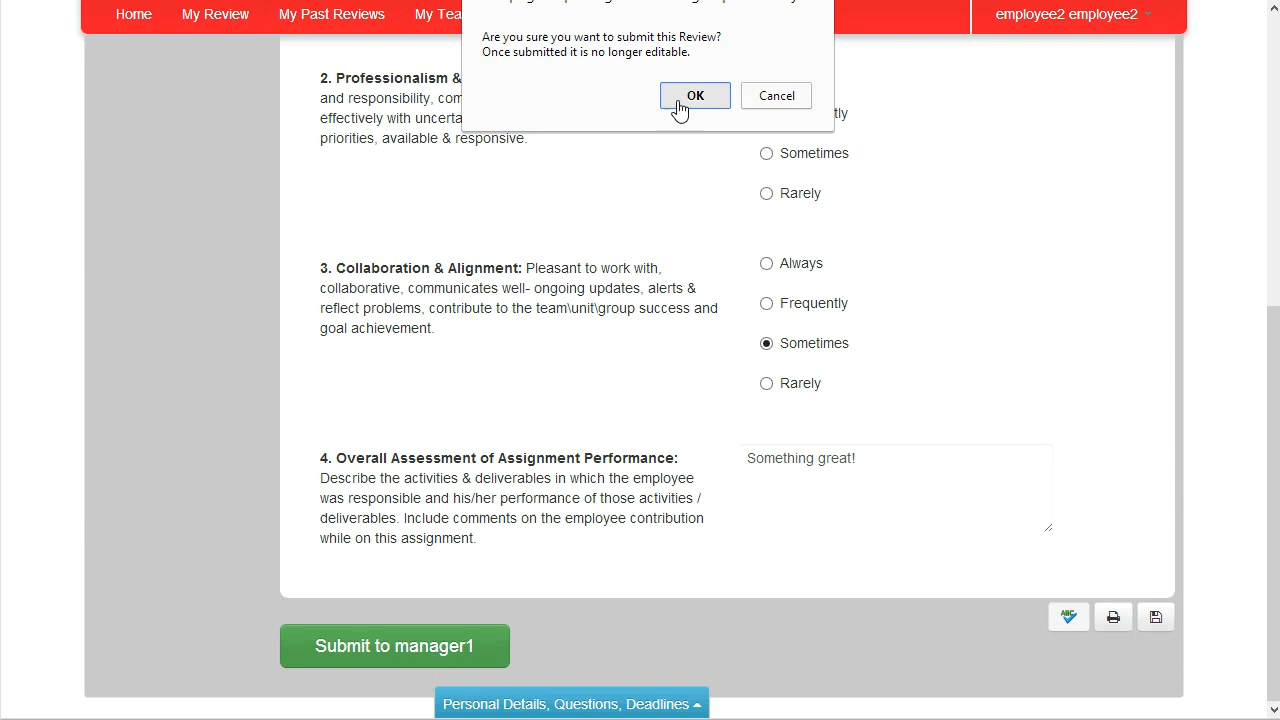 Home My Review My Past Reviews My Tea employee2 employee2
Are you sure you want to submit this Review?
Once submitted it is no longer editable.
OK Cancel
2. Professionalism &
and responsibility, com
effectively with uncerta
priorities, available & responsive.
tly
Sometimes
Rarely
3. Collaboration & Alignment: Pleasant to work with,
collaborative, communicates well- ongoing updates, alerts &
reflect problems, contribute to the team\unit\group success and
goal achievement.
Always
Frequently
Sometimes
Rarely
4. Overall Assessment of Assignment Performance:
Describe the activities & deliverables in which the employee
was responsible and his/her performance of those activities /
deliverables. Include comments on the employee contribution
while on this assignment.
Something great!
ABC
Submit to manager1
Personal Details, Questions, Deadlines